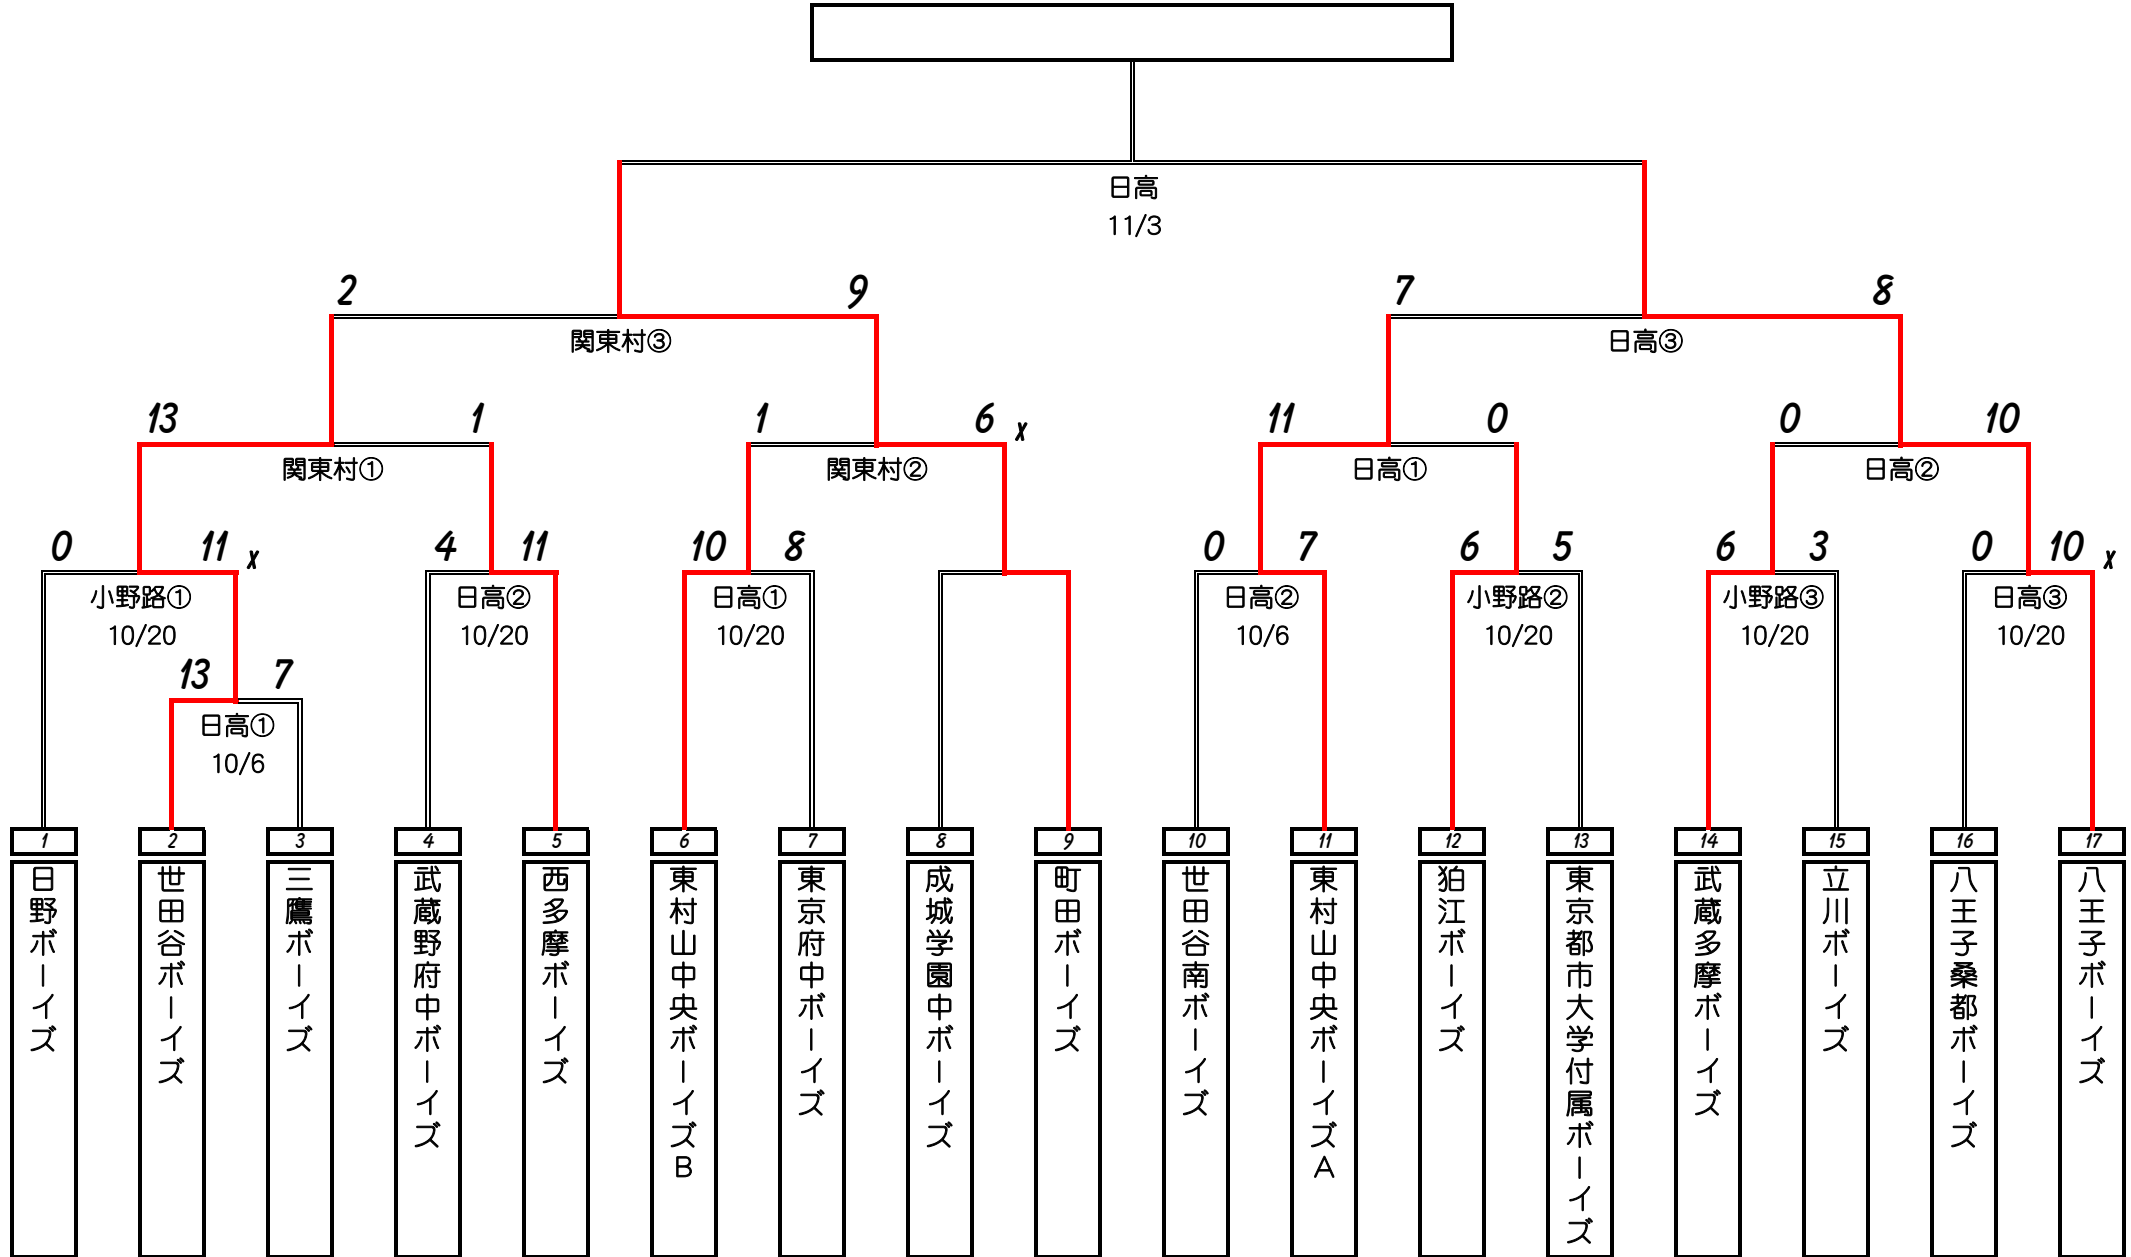 日高
11/3
2 9 7 8
関東村③ 日高③
13 1 1 6 x 11 0 0 10
関東村① 関東村② 日高① 日高②
0 11 x 4 11 10 8 0 7 6 5 6 3 0 10 x
小野路① 日高② 日高① 日高② 小野路② 小野路③ 日高③
10/20 10/20 10/20 10/6 10/20 10/20 10/20
13 7
日高①
10/6
1 2 3 4 5 6 7 8 9 10 11 12 13 14 15 16 17
日野ボーイズ
世田谷ボーイズ
三鷹ボーイズ
武蔵野府中ボーイズ
西多摩ボーイズ
東村山中央ボーイズB
東京府中ボーイズ
成城学園中ボーイズ
町田ボーイズ
世田谷南ボーイズ
東村山中央ボーイズA
狛江ボーイズ
東京都市大学付属ボーイズ
武蔵多摩ボーイズ
立川ボーイズ
八王子桑都ボーイズ
八王子ボーイズ